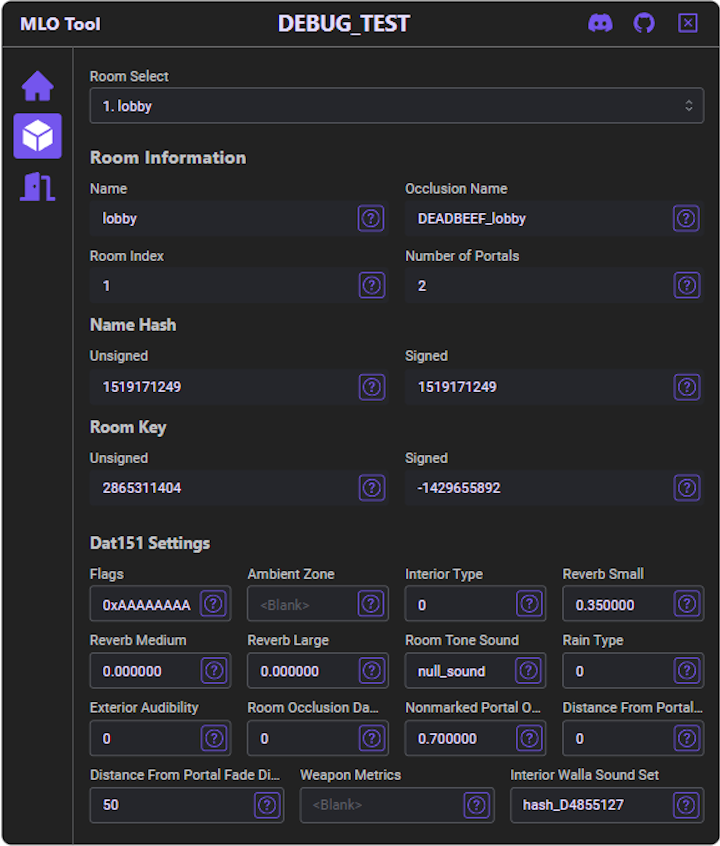 MLO Tool DEBUG_TEST
Room Select
1. lobby
Room Information
Name Occlusion Name
lobby DEADBEEF_lobby
Room Index Number of Portals
1 2
Name Hash
Unsigned Signed
1519171249 1519171249
Room Key
Unsigned Signed
2865311404 -1429655892
Dat151 Settings
Flags Ambient Zone Interior Type Reverb Small
0xAAAAAAAA <Blank> 0 0.350000
Reverb Medium Reverb Large Room Tone Sound Rain Type
0.000000 0.000000 null_sound 0
Exterior Audibility Room Occlusion Da... Nonmarked Portal O... Distance From Portal...
0 0 0.700000 0
Distance From Portal Fade Di... Weapon Metrics Interior Walla Sound Set
50 <Blank> hash_D4855127